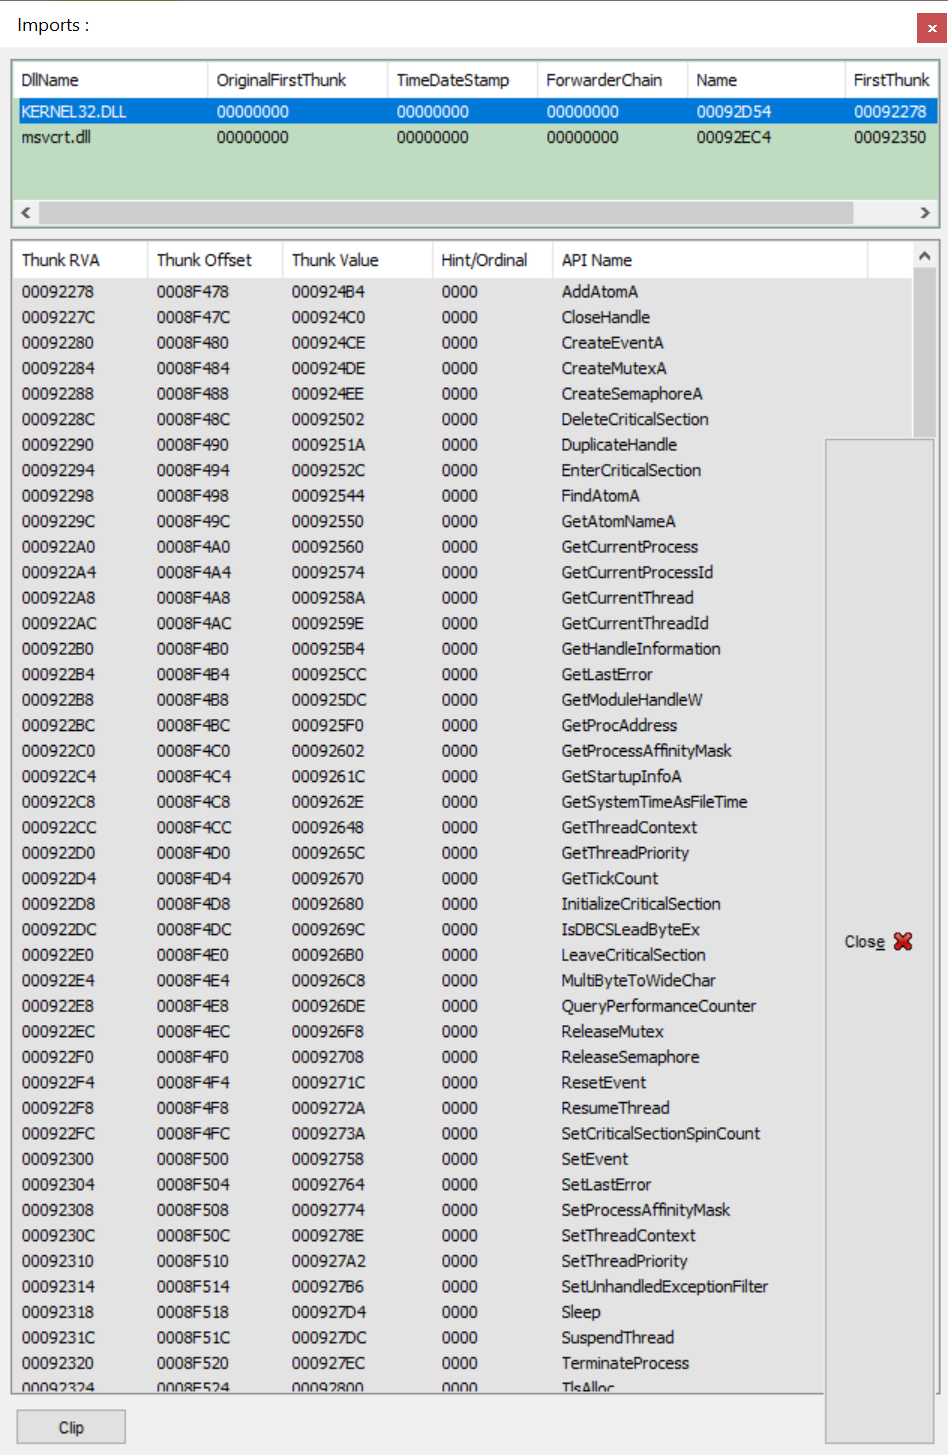 Imports :
DllName OriginalFirstThunk TimeDateStamp ForwarderChain Name FirstThunk
KERNEL32.DLL 00000000 00000000 00000000 00092D54 00092278
msvcrt.dll 00000000 00000000 00000000 00092EC4 00092350
Thunk RVA Thunk Offset Thunk Value Hint/Ordinal API Name
00092278 0008F478 000924B4 0000 AddAtomA
0009227C 0008F47C 000924C0 0000 CloseHandle
00092280 0008F480 000924CE 0000 CreateEventA
00092284 0008F484 000924DE 0000 CreateMutexA
00092288 0008F488 000924EE 0000 CreateSemaphoreA
0009228C 0008F48C 00092502 0000 DeleteCriticalSection
00092290 0008F490 0009251A 0000 DuplicateHandle
00092294 0008F494 0009252C 0000 EnterCriticalSection
00092298 0008F498 00092544 0000 FindAtomA
0009229C 0008F49C 00092550 0000 GetAtomNameA
000922A0 0008F4A0 00092560 0000 GetCurrentProcess
000922A4 0008F4A4 00092574 0000 GetCurrentProcessId
000922A8 0008F4A8 0009258A 0000 GetCurrentThread
000922AC 0008F4AC 0009259E 0000 GetCurrentThreadId
000922B0 0008F4B0 000925B4 0000 GetHandleInformation
000922B4 0008F4B4 000925CC 0000 GetLastError
000922B8 0008F4B8 000925DC 0000 GetModuleHandleW
000922BC 0008F4BC 000925F0 0000 GetProcAddress
000922C0 0008F4C0 00092602 0000 GetProcessAffinityMask
000922C4 0008F4C4 0009261C 0000 GetStartupInfoA
000922C8 0008F4C8 0009262E 0000 GetSystemTimeAsFileTime
000922CC 0008F4CC 00092648 0000 GetThreadContext
000922D0 0008F4D0 0009265C 0000 GetThreadPriority
000922D4 0008F4D4 00092670 0000 GetTickCount
000922D8 0008F4D8 00092680 0000 InitializeCriticalSection
000922DC 0008F4DC 0009269C 0000 IsDBCSLeadByteEx
000922E0 0008F4E0 000926B0 0000 LeaveCriticalSection
000922E4 0008F4E4 000926C8 0000 MultiByteToWideChar
000922E8 0008F4E8 000926DE 0000 QueryPerformanceCounter
000922EC 0008F4EC 000926F8 0000 ReleaseMutex
000922F0 0008F4F0 00092708 0000 ReleaseSemaphore
000922F4 0008F4F4 0009271C 0000 ResetEvent
000922F8 0008F4F8 0009272A 0000 ResumeThread
000922FC 0008F4FC 0009273A 0000 SetCriticalSectionSpinCount
00092300 0008F500 00092758 0000 SetEvent
00092304 0008F504 00092764 0000 SetLastError
00092308 0008F508 00092774 0000 SetProcessAffinityMask
0009230C 0008F50C 0009278E 0000 SetThreadContext
00092310 0008F510 000927A2 0000 SetThreadPriority
00092314 0008F514 000927B6 0000 SetUnhandledExceptionFilter
00092318 0008F518 000927D4 0000 Sleep
0009231C 0008F51C 000927DC 0000 SuspendThread
00092320 0008F520 000927EC 0000 TerminateProcess
00092324 0008F524 00092800 0000 TlsAlloc
Close
Clip